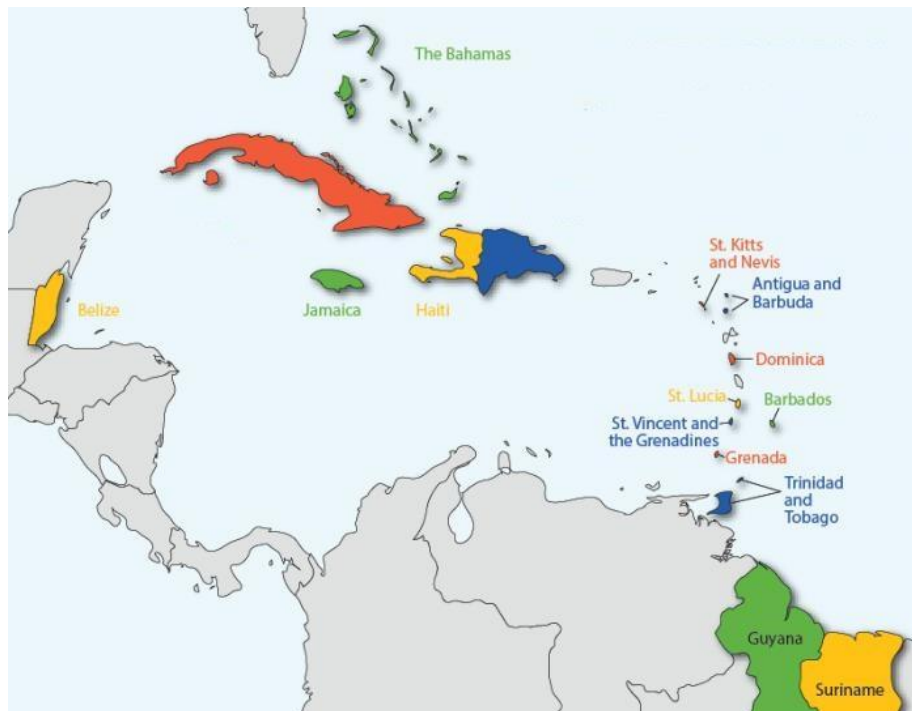 The Bahamas
St. Kitts
and Nevis
Antigua and
Barbuda
Belize
Jamaica
Haiti
Dominica
St. Lucia
Barbados
St. Vincent and
the Grenadines
Grenada
Trinidad
and
Tobago
Guyana
Suriname